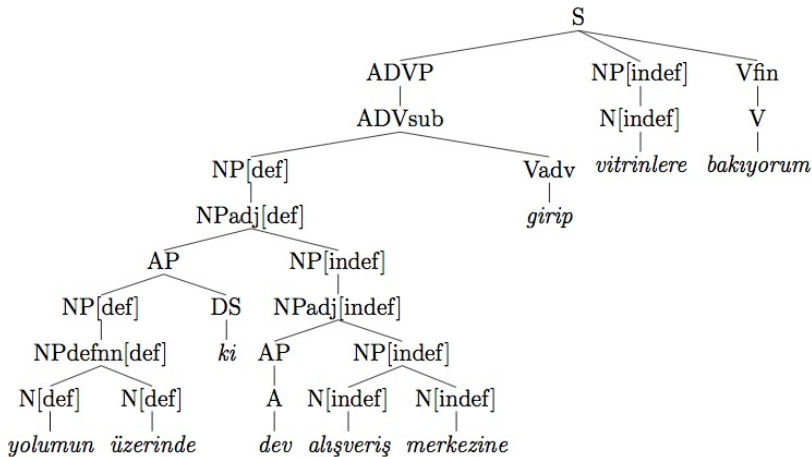 S
ADVP NP[indef] Vfin
ADVsub N[indef] V
NP[def] Vadv vitrinlere bakıyorum
NPadj[def] girip
AP NP[indef]
NP[def] DS NPadj[indef]
NPdefnn[def] ki AP NP[indef]
N[def] N[def] A N[indef] N[indef]
yolumun üzerinde dev alışveriş merkezine